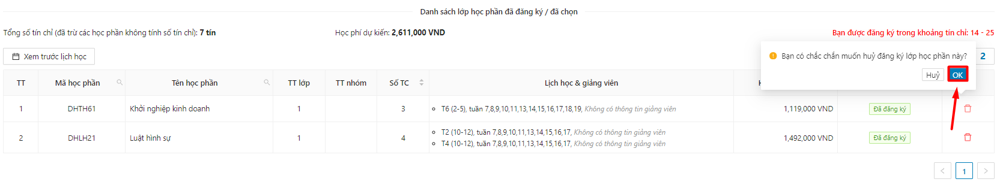 Danh sách lớp học phần đã đăng ký / đã chọn
Tổng số tín chỉ (đã trừ các học phần không tính số tín chỉ): 7 tín
Học phí dự kiến: 2,611,000 VND
Bạn được đăng ký trong khoảng tín chỉ: 14 - 25
Xem trước lịch học
2
Bạn có chắc chắn muốn huỷ đăng ký lớp học phần này?
Huỷ OK
TT Mã học phần Tên học phần TT lớp TT nhóm Số TC Lịch học & giảng viên
1 DHTH61 Khởi nghiệp kinh doanh 1 3 T6 (2-5), tuần 7,8,9,10,11,13,14,15,16,17,18,19, Không có thông tin giảng viên 1,119,000 VND Đã đăng ký
2 DHLH21 Luật hình sự 1 4 T2 (10-12), tuần 7,8,9,10,11,13,14,15,16,17, Không có thông tin giảng viên 1,492,000 VND Đã đăng ký
T4 (10-12), tuần 7,8,9,10,11,13,14,15,16,17, Không có thông tin giảng viên
1